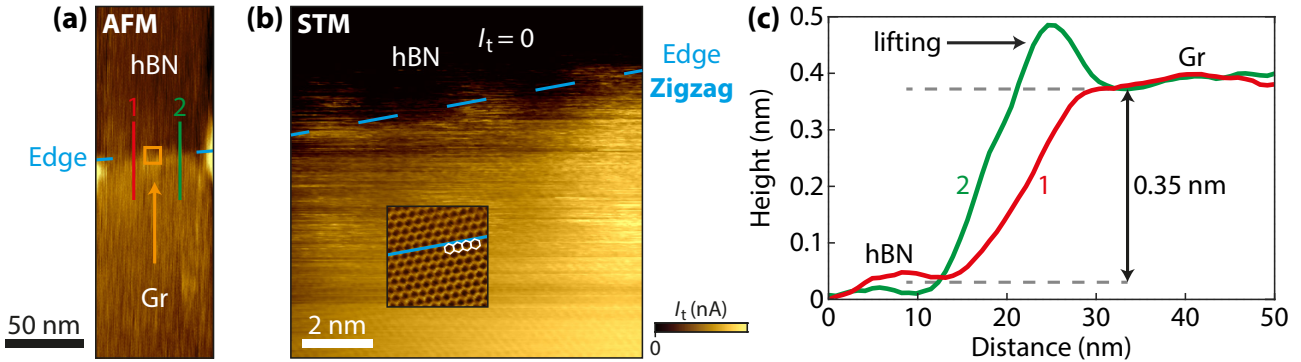 (a) AFM
hBN
1
2
Edge
Gr
50 nm
(b) STM
I_t = 0
hBN
Edge
Zigzag
2 nm
I_t (nA)
0
(c)
Height (nm)
0.5
0.4
0.3
0.2
0.1
0
lifting
Gr
2
1
0.35 nm
hBN
0
10
20
30
40
50
Distance (nm)